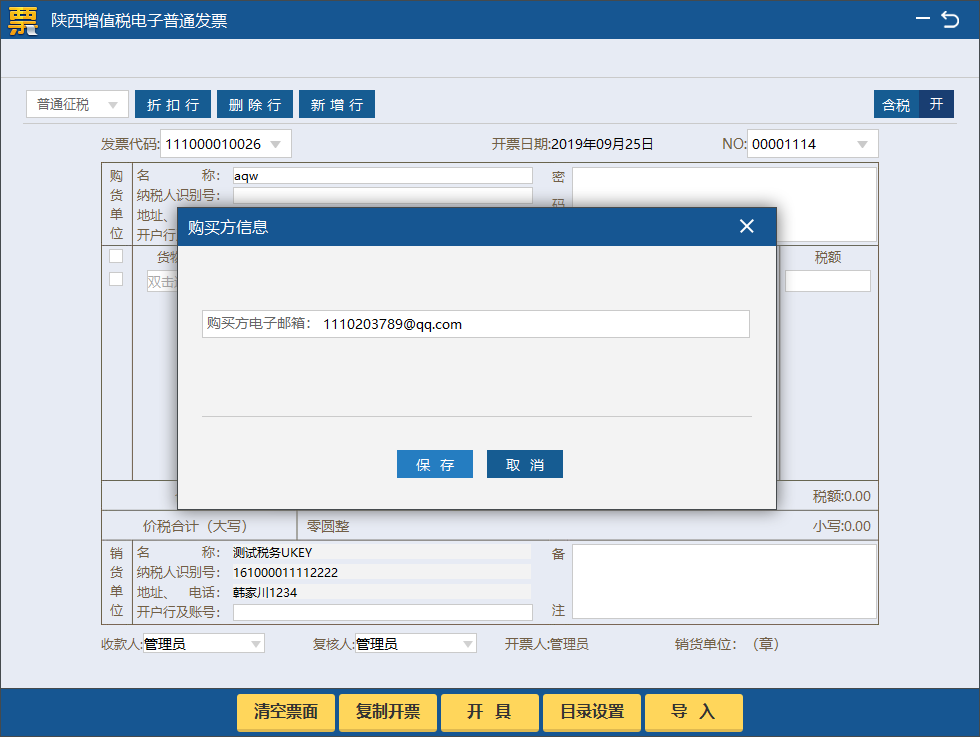 票 陕西增值税电子普通发票
普通征税 折扣行 删除行 新增行 含税 开
发票代码: 111000010026 开票日期:2019年09月25日 NO: 00001114
购货单位 名 称: aqw 密码
纳税人识别号:
地址、
开户行
购买方信息
货物 税额
双击
购买方电子邮箱: 1110203789@qq.com
保 存 取 消
税额:0.00
价税合计（大写） 零圆整 小写:0.00
销货单位 名 称: 测试税务UKEY 备注
纳税人识别号: 161000011112222
地址、 电话: 韩家川1234
开户行及账号:
收款人:管理员 复核人:管理员 开票人:管理员 销货单位: （章）
清空票面 复制开票 开 具 目录设置 导 入